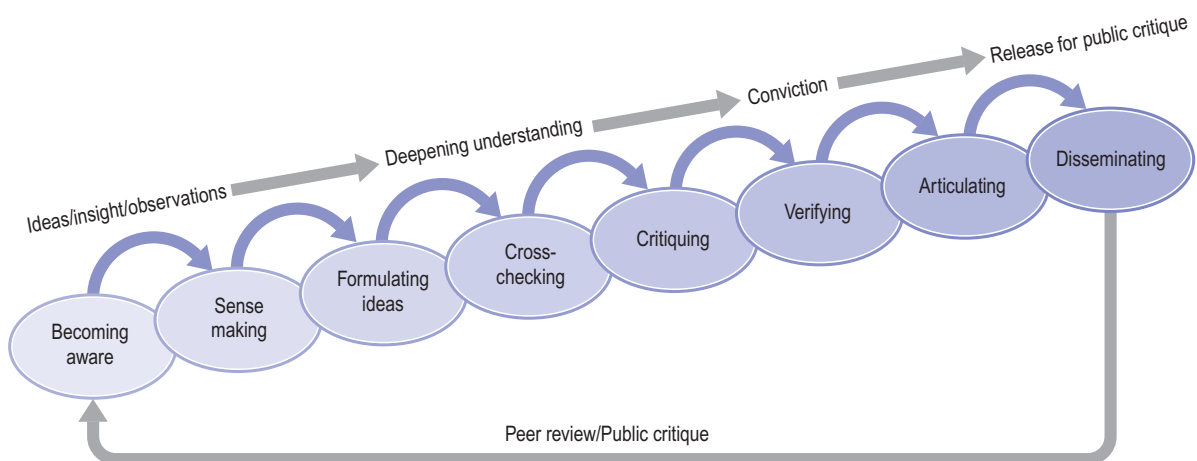 Ideas/insight/observations
Deepening understanding
Conviction
Release for public critique
Becoming
aware
Sense
making
Formulating
ideas
Cross-
checking
Critiquing
Verifying
Articulating
Disseminating
Peer review/Public critique